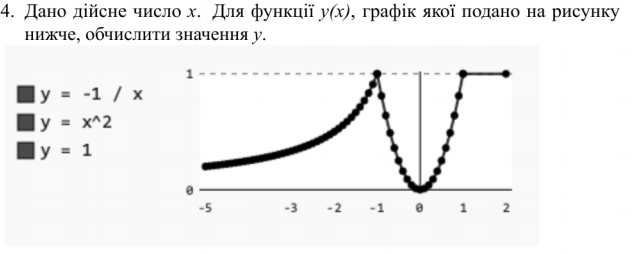 4. Дано дійсне число x. Для функції y(x), графік якої подано на рисунку
нижче, обчислити значення y.
y = -1 / x
y = x^2
y = 1
1
0
-5 -3 -2 -1 0 1 2